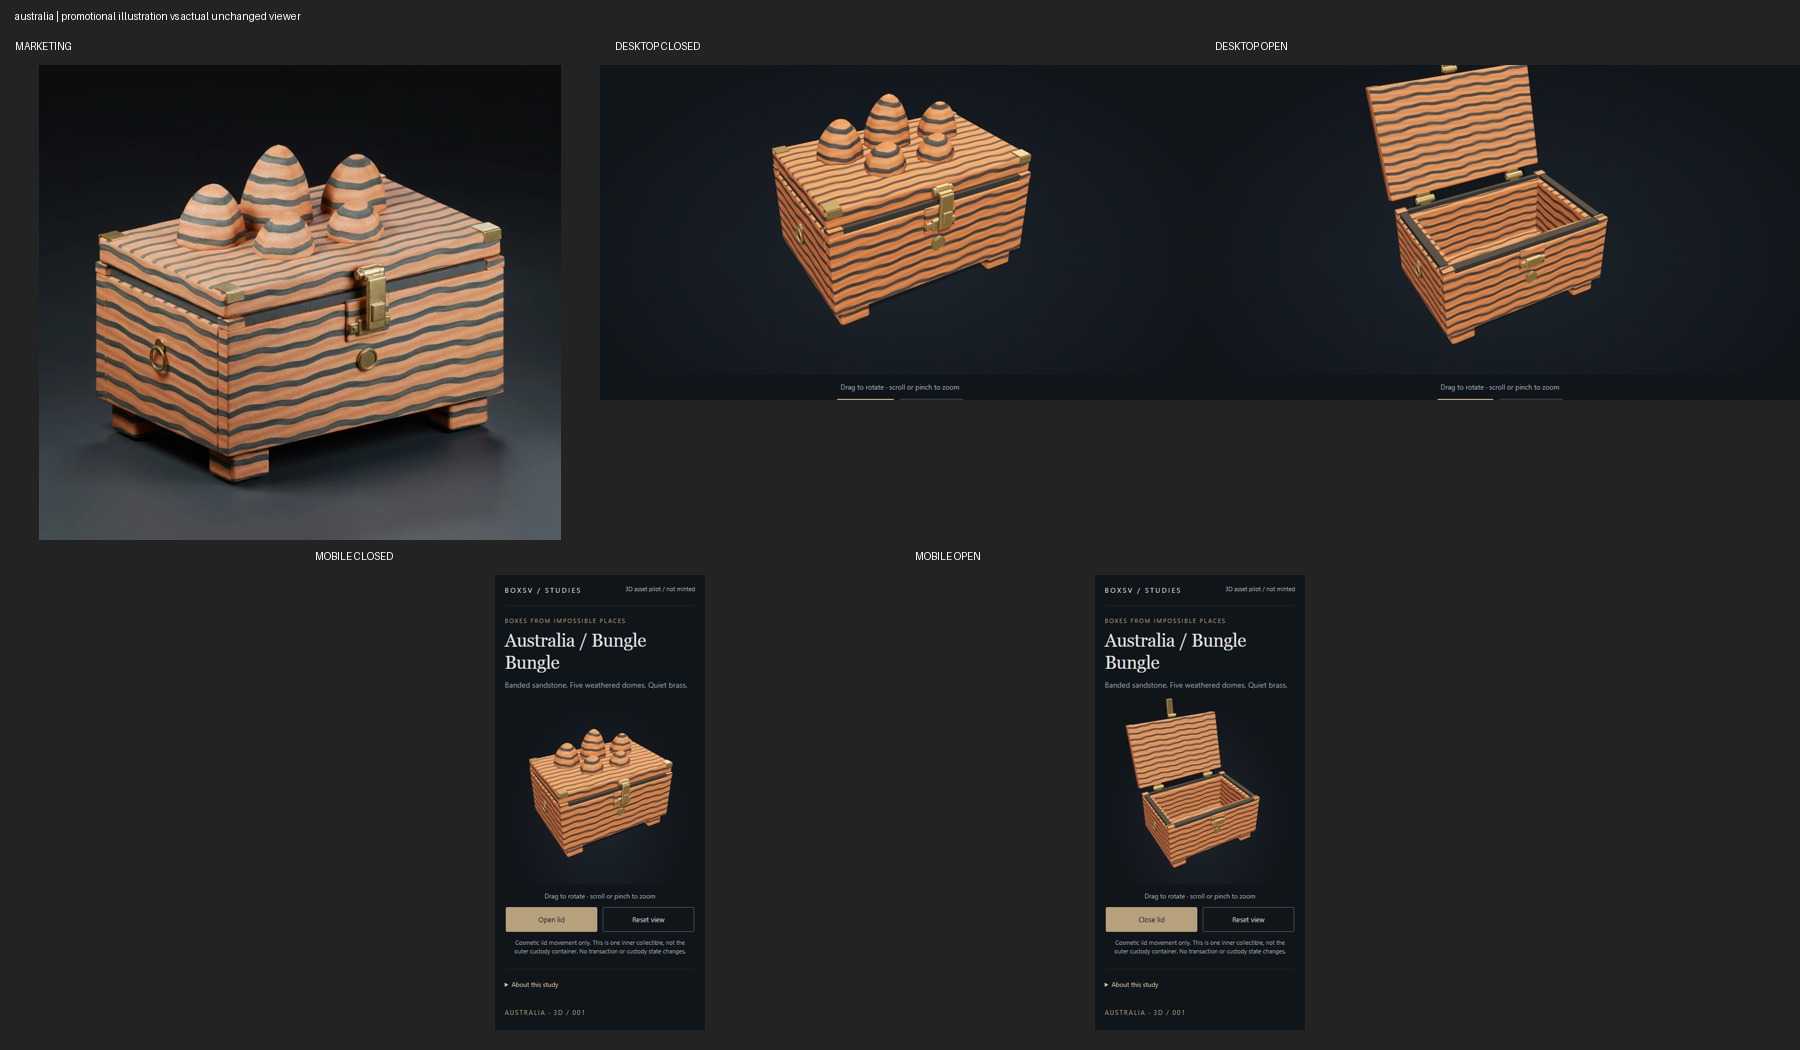 australia | promotional illustration vs actual unchanged viewer
MARKETING
DESKTOP CLOSED
DESKTOP OPEN
Drag to rotate · scroll or pinch to zoom
Drag to rotate · scroll or pinch to zoom
MOBILE CLOSED
MOBILE OPEN
BOXSV / STUDIES
3D asset pilot / not minted
BOXES FROM IMPOSSIBLE PLACES
Australia / Bungle
Bungle
Banded sandstone. Five weathered domes. Quiet brass.
Drag to rotate · scroll or pinch to zoom
Open lid
Reset view
Cosmetic lid movement only. This is one inner collectible, not the
outer custody container. No transaction or custody state changes.
▸ About this study
AUSTRALIA · 3D / 001
BOXSV / STUDIES
3D asset pilot / not minted
BOXES FROM IMPOSSIBLE PLACES
Australia / Bungle
Bungle
Banded sandstone. Five weathered domes. Quiet brass.
Drag to rotate · scroll or pinch to zoom
Close lid
Reset view
Cosmetic lid movement only. This is one inner collectible, not the
outer custody container. No transaction or custody state changes.
▸ About this study
AUSTRALIA · 3D / 001